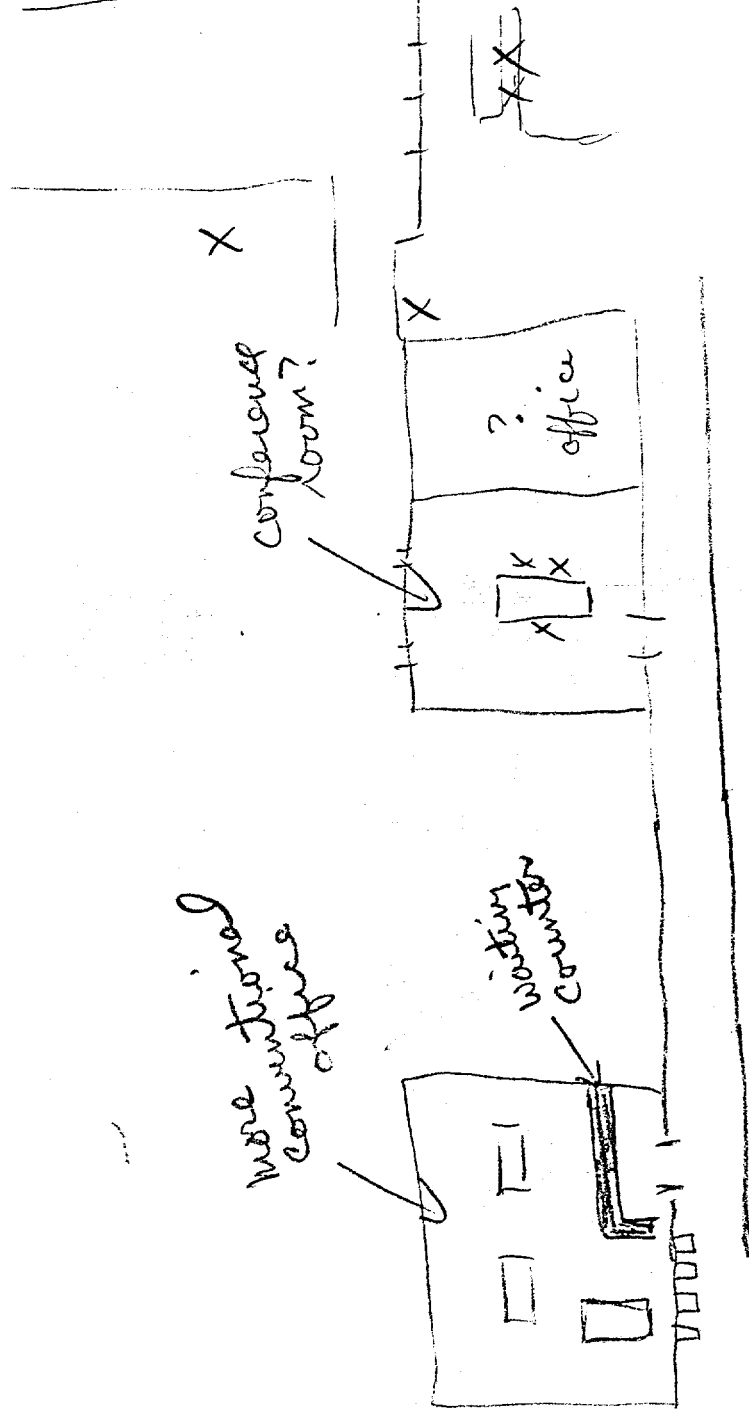 more
conventional
office
waiting
counter
conference
room?
?
office
X
X
X
X
X
X
X